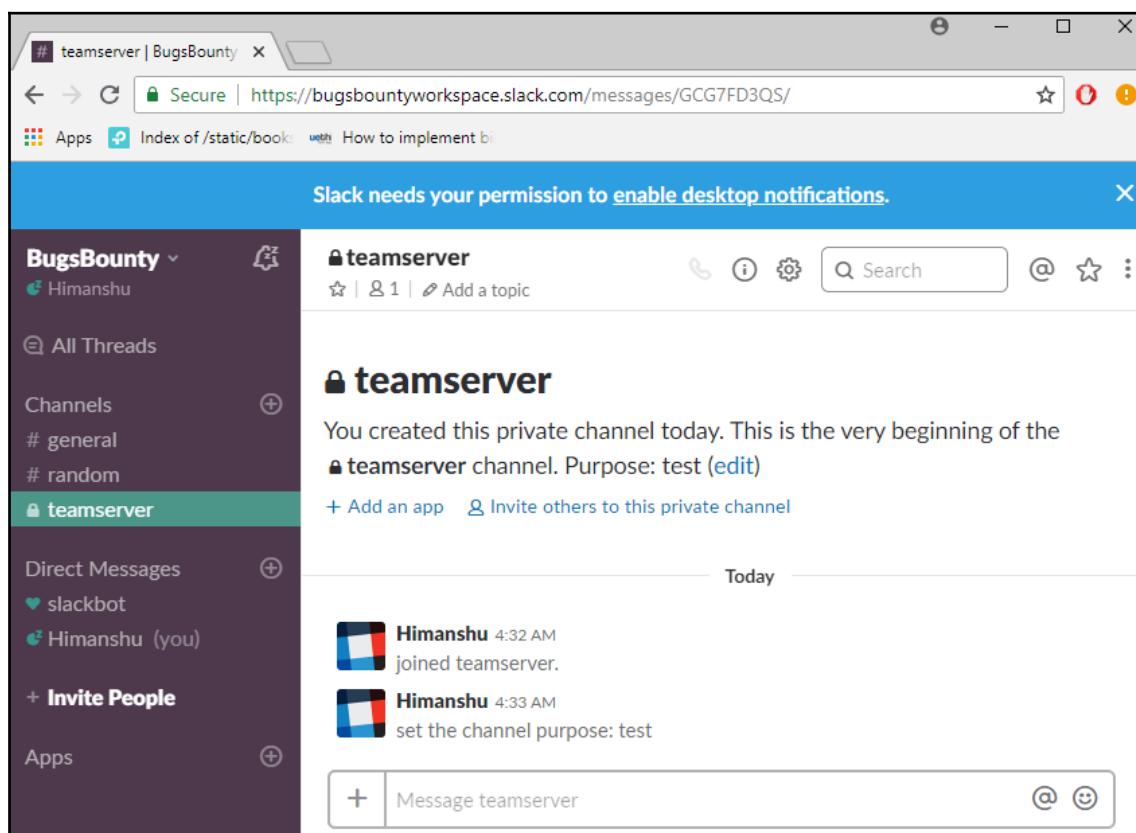 # teamserver | BugsBounty
Secure | https://bugsbountyworkspace.slack.com/messages/GCG7FD3QS/
Apps Index of /static/book How to implement bi
Slack needs your permission to enable desktop notifications.
BugsBounty
Himanshu
All Threads
Channels
# general
# random
teamserver
Direct Messages
slackbot
Himanshu (you)
+ Invite People
Apps
teamserver
1 | Add a topic
Search
teamserver
You created this private channel today. This is the very beginning of the
teamserver channel. Purpose: test (edit)
+ Add an app Invite others to this private channel
Today
Himanshu 4:32 AM
joined teamserver.
Himanshu 4:33 AM
set the channel purpose: test
+ Message teamserver @